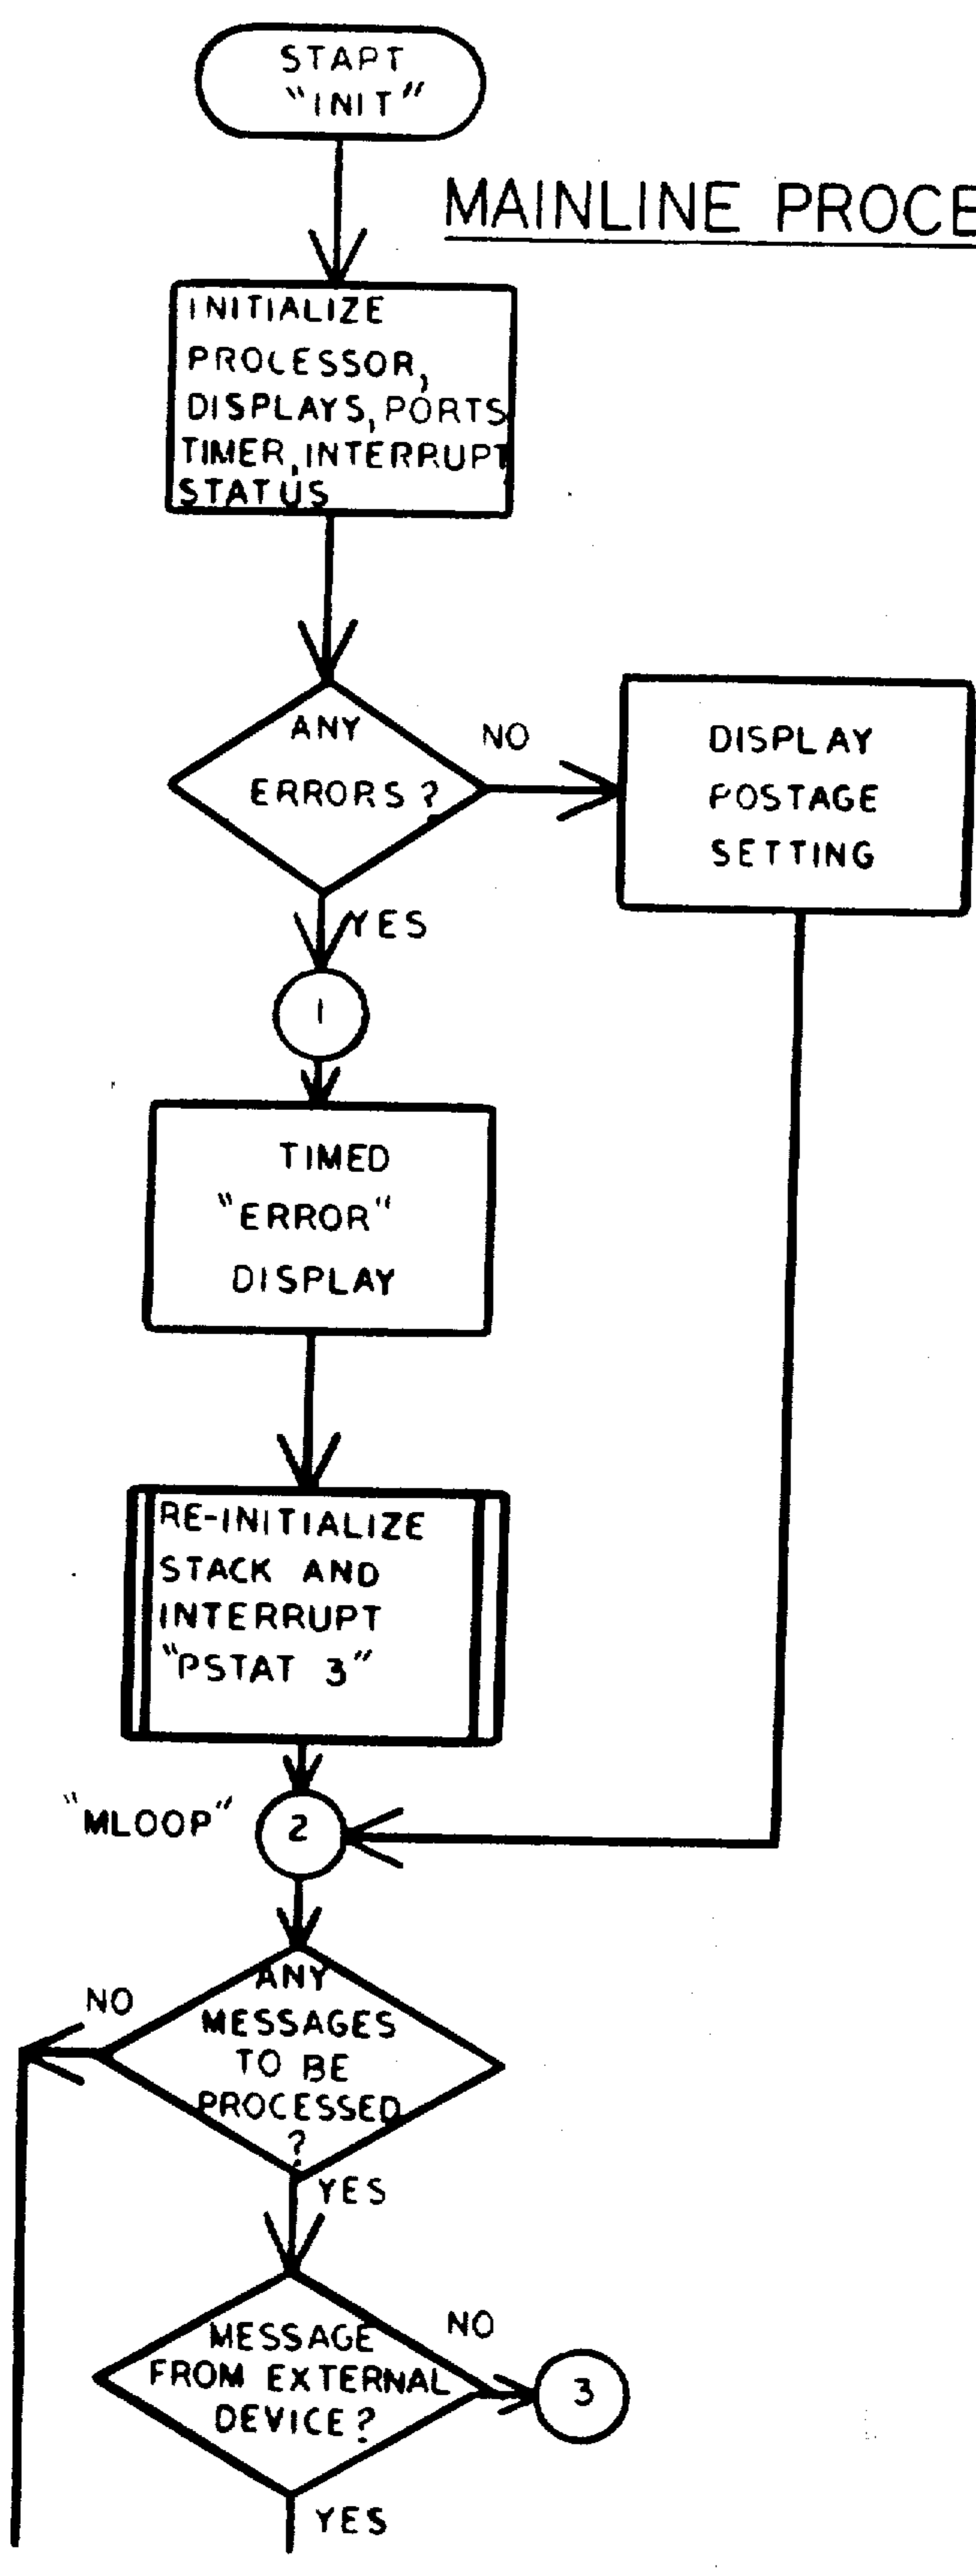 START
"INIT"
MAINLINE PROCE
INITIALIZE
PROCESSOR,
DISPLAYS, PORTS
TIMER, INTERRUPT
STATUS
ANY
ERRORS ?
NO
DISPLAY
POSTAGE
SETTING
YES
1
TIMED
"ERROR"
DISPLAY
RE-INITIALIZE
STACK AND
INTERRUPT
"PSTAT 3"
"MLOOP"
2
ANY
MESSAGES
TO BE
PROCESSED
?
NO
YES
MESSAGE
FROM EXTERNAL
DEVICE ?
NO
3
YES